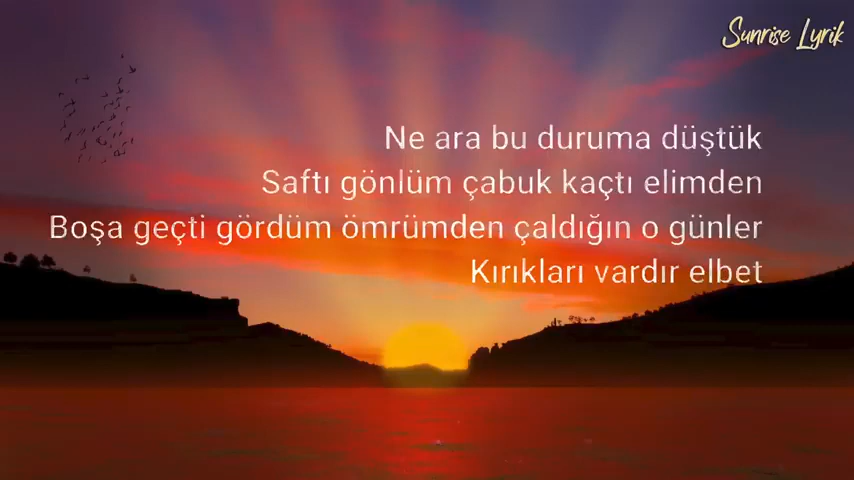 Sunrise Lyrik
Ne ara bu duruma düştük
Saftı gönlüm çabuk kaçtı elimden
Boşa geçti gördüm ömrümden çaldığın o günler
Kırıkları vardır elbet